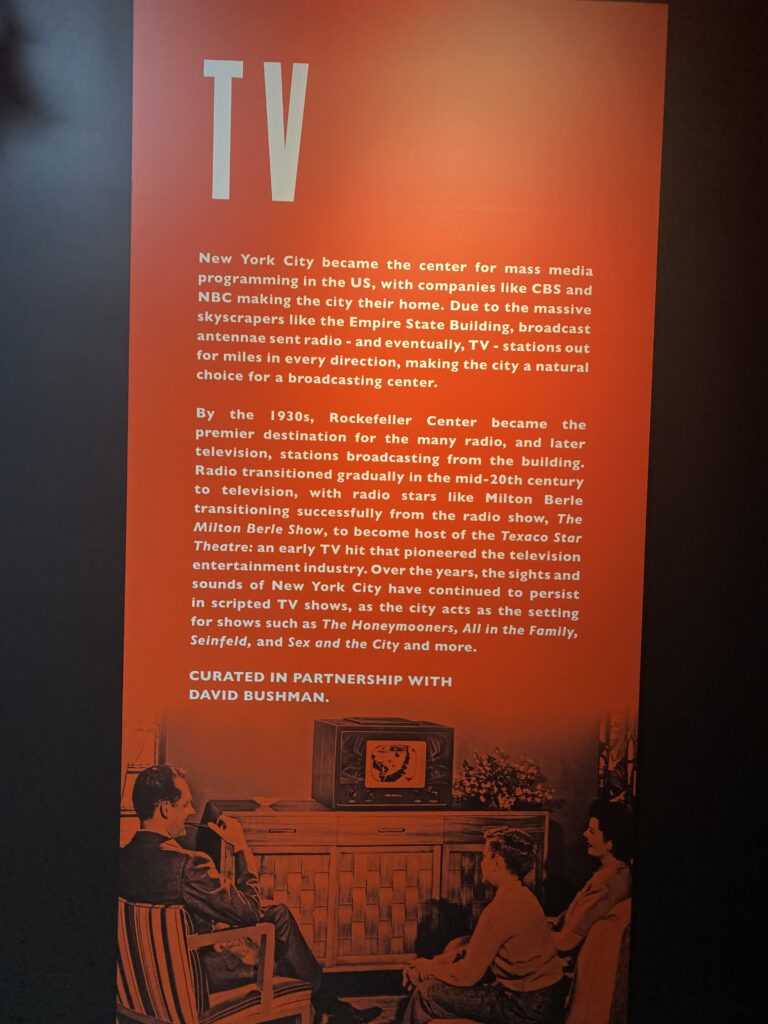 TV
New York City became the center for mass media
programming in the US, with companies like CBS and
NBC making the city their home. Due to the massive
skyscrapers like the Empire State Building, broadcast
antennae sent radio - and eventually, TV - stations out
for miles in every direction, making the city a natural
choice for a broadcasting center.
By the 1930s, Rockefeller Center became the
premier destination for the many radio, and later
television, stations broadcasting from the building.
Radio transitioned gradually in the mid-20th century
to television, with radio stars like Milton Berle
transitioning successfully from the radio show, The
Milton Berle Show, to become host of the Texaco Star
Theatre: an early TV hit that pioneered the television
entertainment industry. Over the years, the sights and
sounds of New York City have continued to persist
in scripted TV shows, as the city acts as the setting
for shows such as The Honeymooners, All in the Family,
Seinfeld, and Sex and the City and more.
CURATED IN PARTNERSHIP WITH
DAVID BUSHMAN.